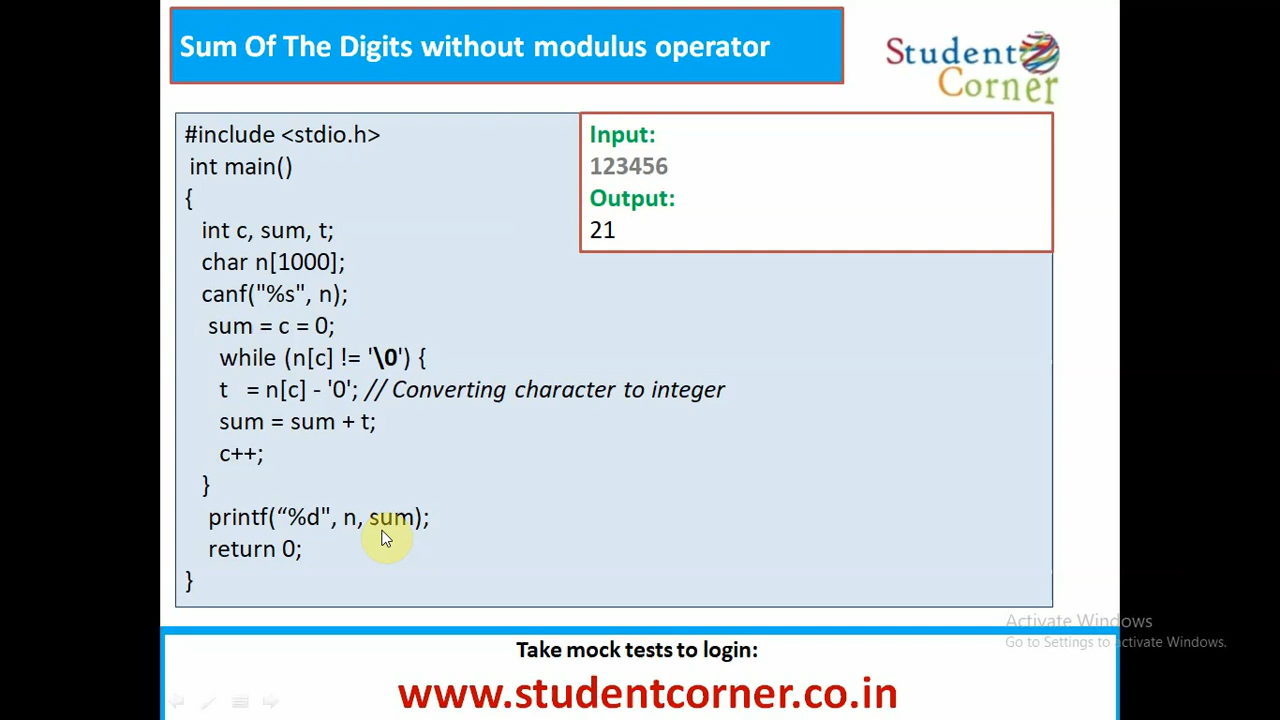 Sum Of The Digits without modulus operator
Student
Corner
#include <stdio.h>
int main()
{
int c, sum, t;
char n[1000];
canf("%s", n);
sum = c = 0;
while (n[c] != '\0') {
t = n[c] - '0'; // Converting character to integer
sum = sum + t;
c++;
}
printf(“%d", n, sum);
return 0;
}
Input:
123456
Output:
21
Activate Windows
Go to Settings to activate Windows.
Take mock tests to login:
www.studentcorner.co.in